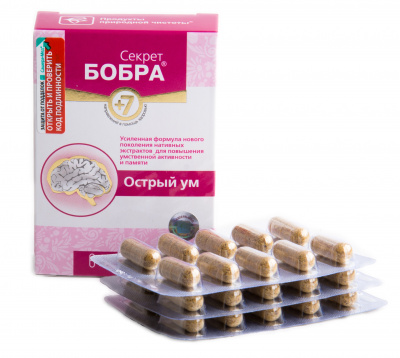 Продукты
природной чистоты
Секрет
БОБРА®
+7
Усиленная формула нового
поколения нативных
экстрактов для повышения
умственной активности
и памяти
Острый ум
ОТКРЫТЬ И ПРОВЕРИТЬ
КОД ПОДЛИННОСТИ